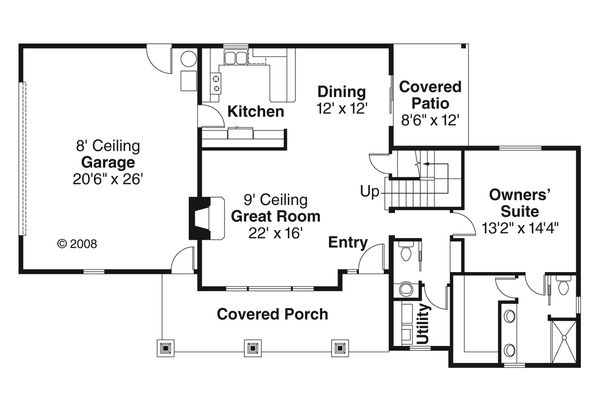 Dining
12' x 12'
Covered
Patio
8'6" x 12'
Kitchen
8' Ceiling
Garage
20'6" x 26'
9' Ceiling
Great Room
22' x 16'
Up
Owners'
Suite
13'2" x 14'4"
Entry
© 2008
Covered Porch
Utility